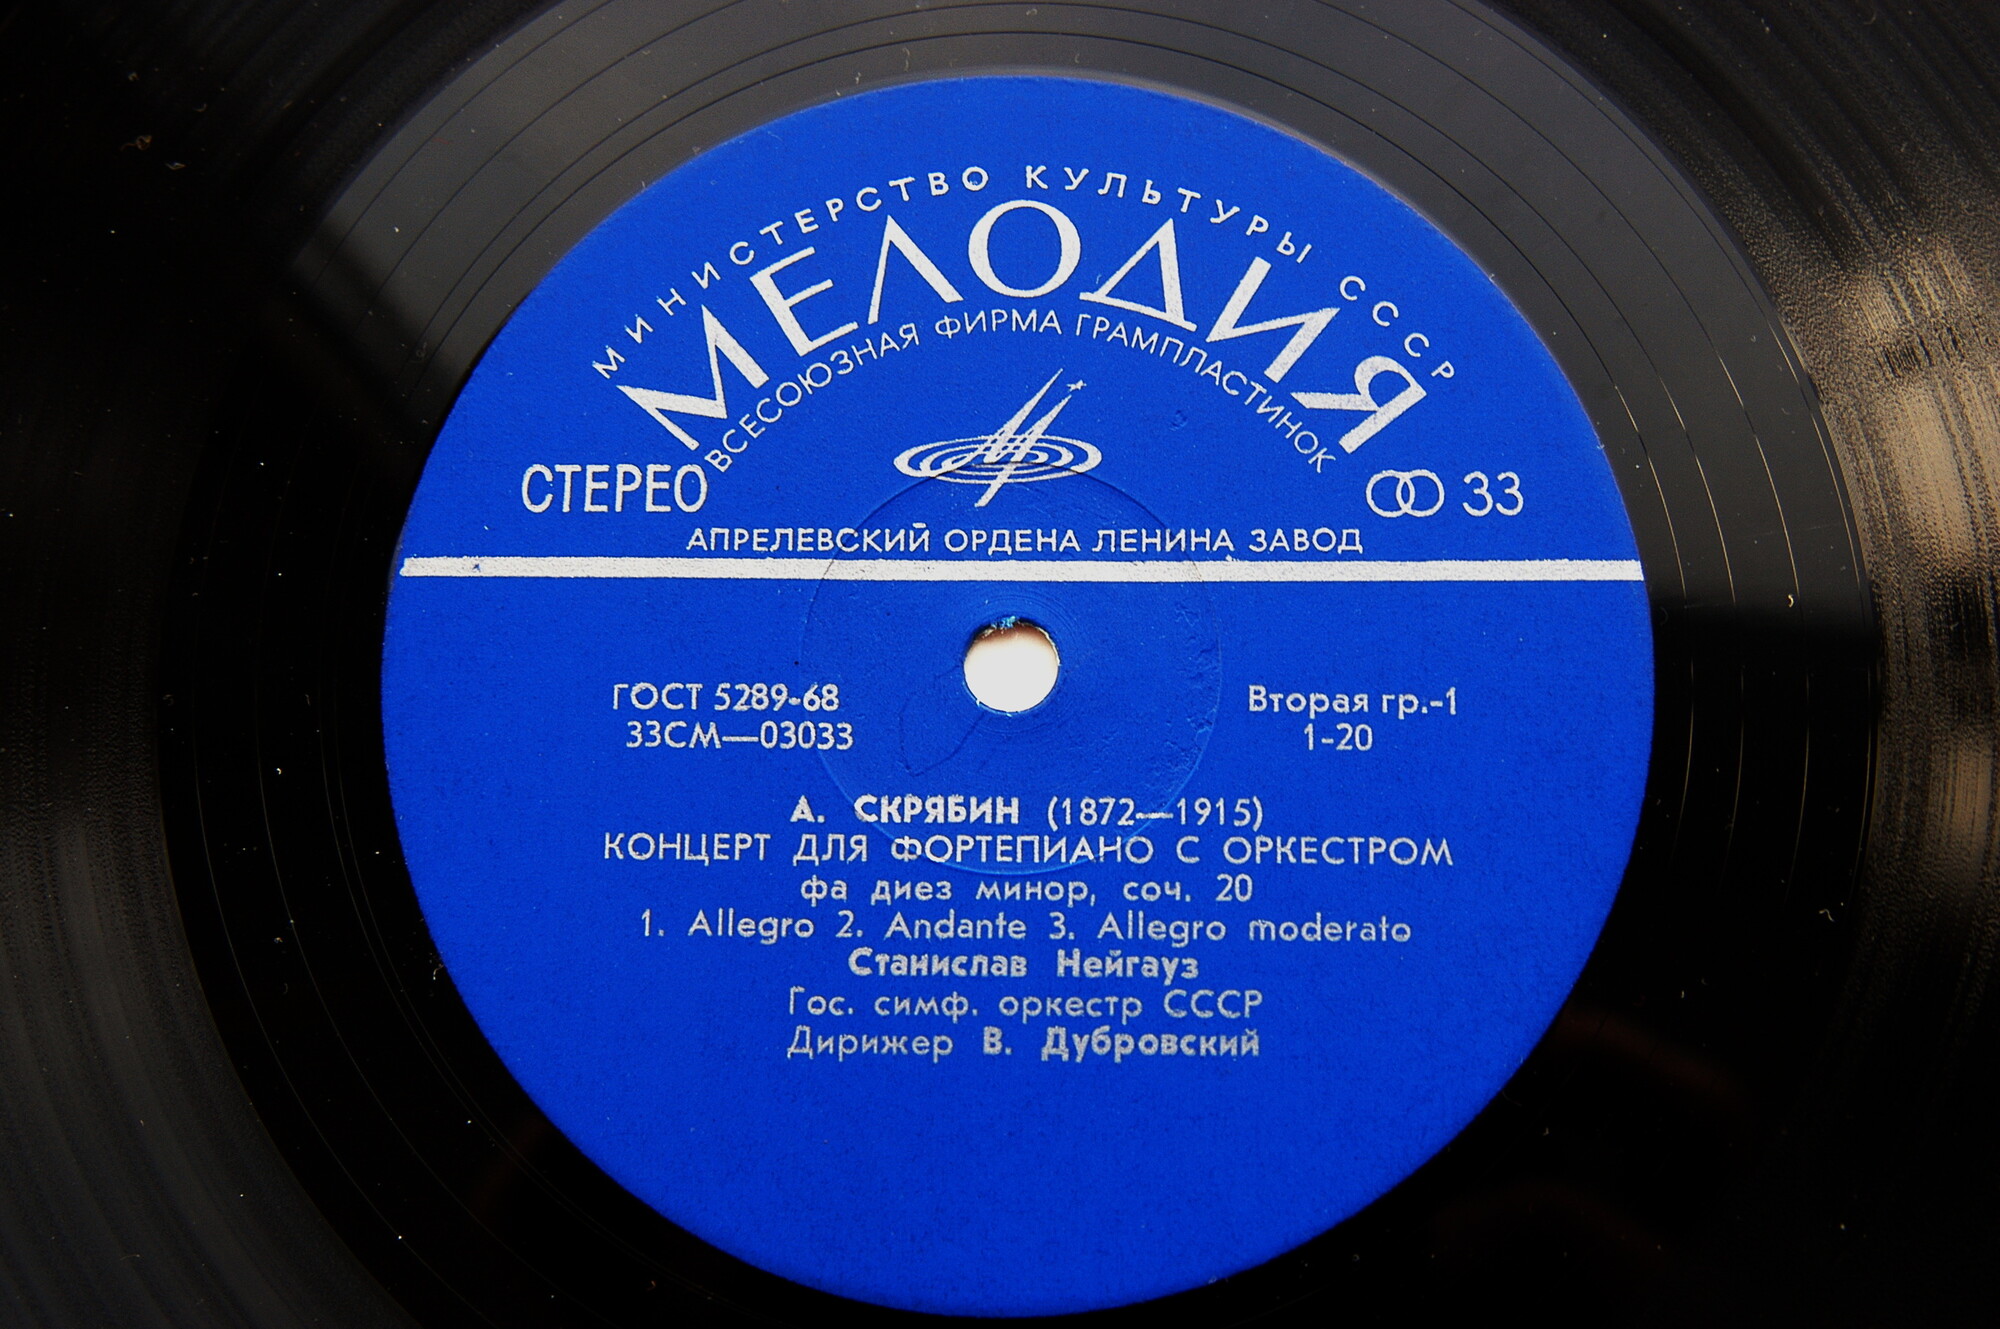 МИНИСТЕРСТВО КУЛЬТУРЫ СССР
МЕЛОДИЯ
ВСЕСОЮЗНАЯ ФИРМА ГРАМПЛАСТИНОК
СТЕРЕО
33
АПРЕЛЕВСКИЙ ОРДЕНА ЛЕНИНА ЗАВОД
ГОСТ 5289-68
33СМ—03033
Вторая гр.-1
1-20
А. СКРЯБИН (1872—1915)
КОНЦЕРТ ДЛЯ ФОРТЕПИАНО С ОРКЕСТРОМ
фа диез минор, соч. 20
1. Allegro 2. Andante 3. Allegro moderato
Станислав Нейгауз
Гос. симф. оркестр СССР
Дирижер В. Дубровский